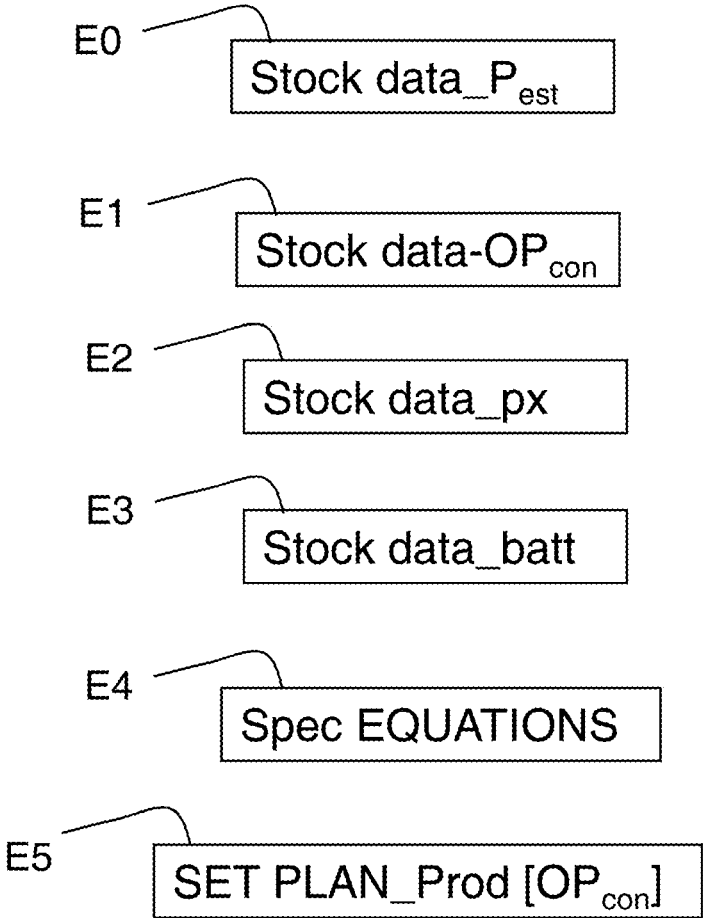 E0
Stock data_Pest
E1
Stock data-OPcon
E2
Stock data_px
E3
Stock data_batt
E4
Spec EQUATIONS
E5
SET PLAN_Prod [OPcon]